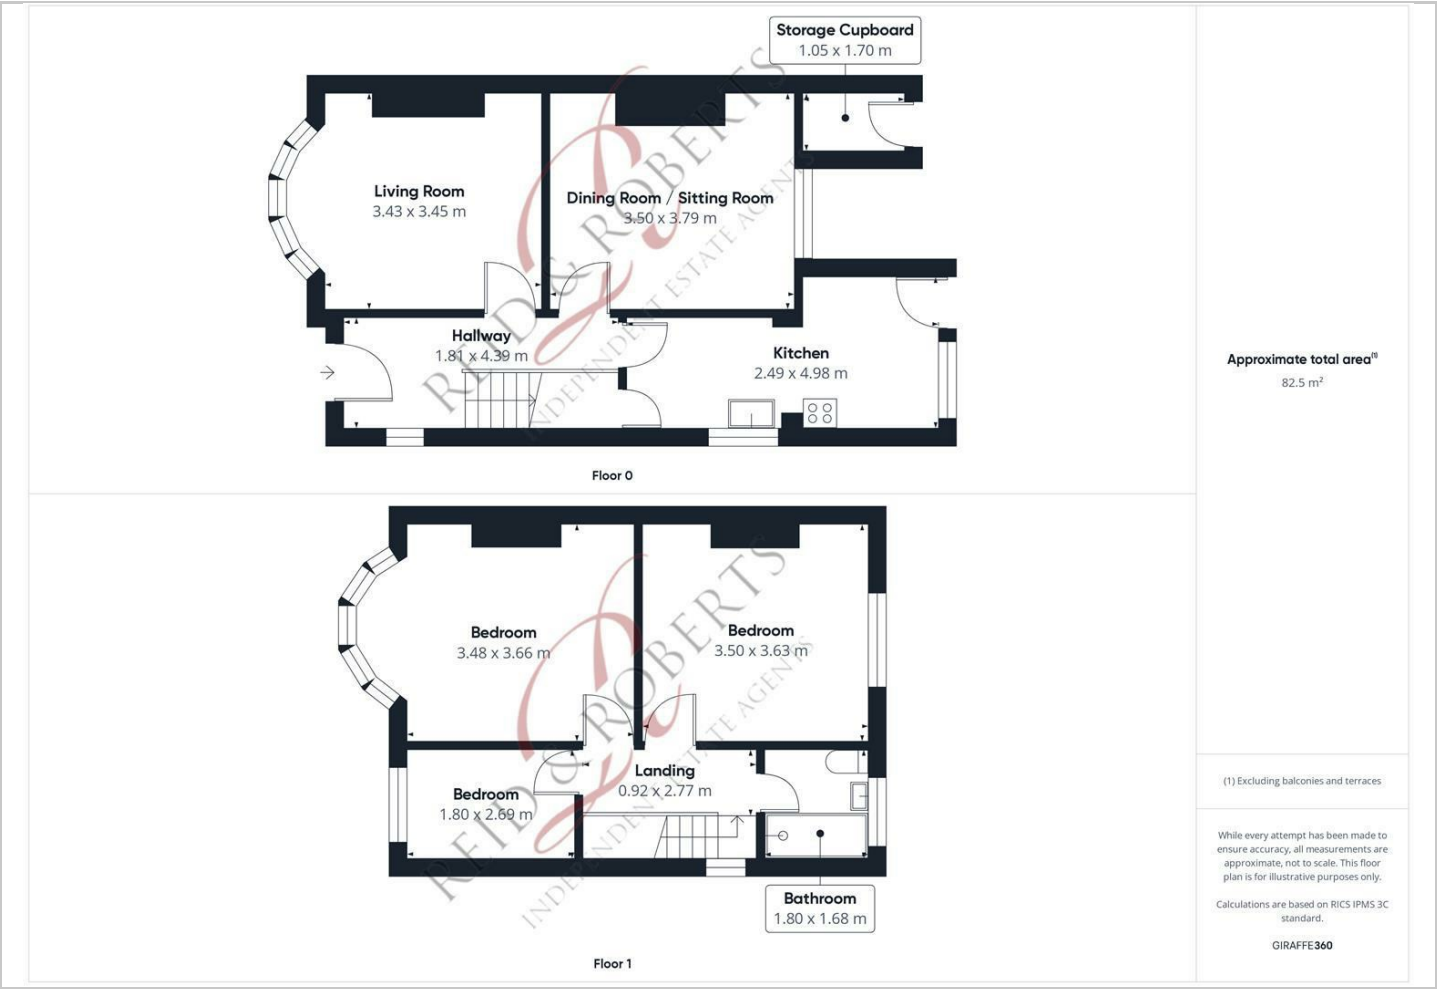 Storage Cupboard
1.05 x 1.70 m
Living Room
3.43 x 3.45 m
Dining Room / Sitting Room
3.50 x 3.79 m
Hallway
1.81 x 4.39 m
Kitchen
2.49 x 4.98 m
Floor 0
REID & ROBERTS
INDEPENDENT ESTATE AGENTS
Bedroom
3.48 x 3.66 m
Bedroom
3.50 x 3.63 m
Landing
0.92 x 2.77 m
Bedroom
1.80 x 2.69 m
Bathroom
1.80 x 1.68 m
Floor 1
REID & ROBERTS
INDEPENDENT ESTATE AGENTS
Approximate total area(1)
82.5 m²
(1) Excluding balconies and terraces
While every attempt has been made to
ensure accuracy, all measurements are
approximate, not to scale. This floor
plan is for illustrative purposes only.
Calculations are based on RICS IPMS 3C
standard.
GIRAFFE360